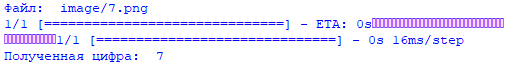 Файл:  image/7.png
1/1 [==============================] - ETA: 0s
1/1 [==============================] - 0s 16ms/step
Полученная цифра:  7